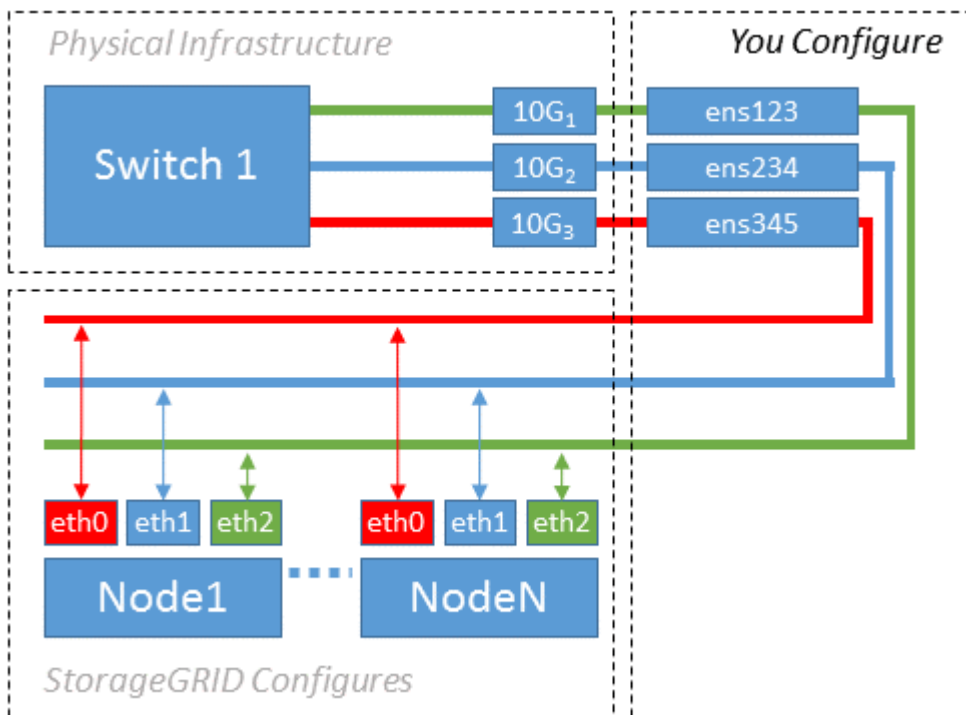 Physical Infrastructure
You Configure
Switch 1
10G₁
ens123
10G₂
ens234
10G₃
ens345
eth0 eth1 eth2
eth0 eth1 eth2
Node1
NodeN
StorageGRID Configures